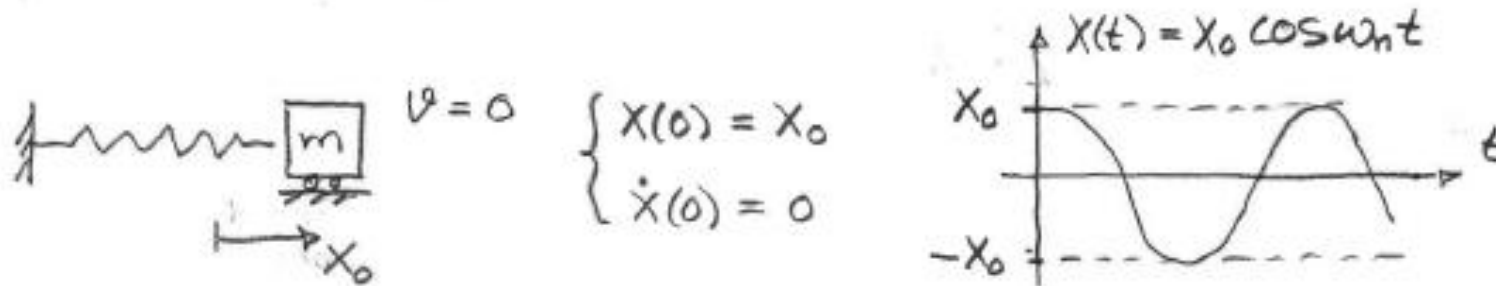 m
v = 0
X₀
{ X(0) = X₀
Ẋ(0) = 0
X(t) = X₀ cos ωₙt
X₀
t
-X₀